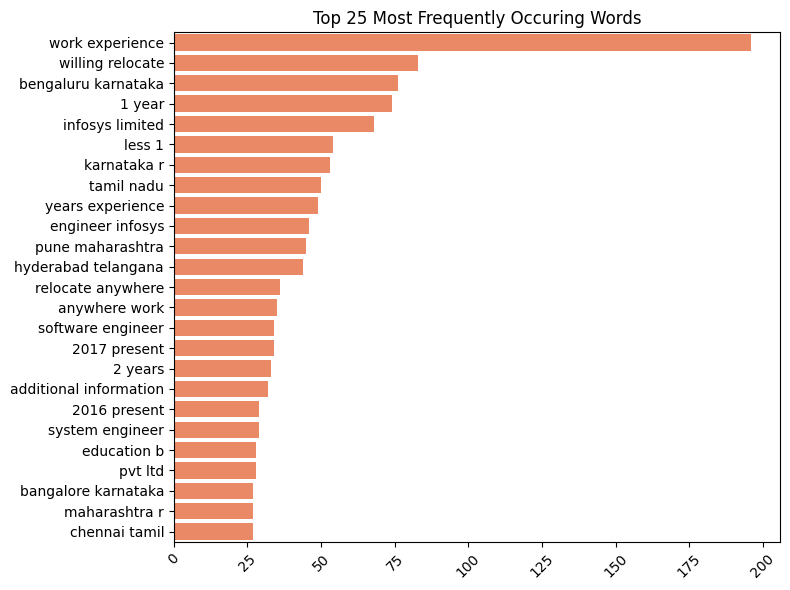 Top 25 Most Frequently Occuring Words
work experience
willing relocate
bengaluru karnataka
1 year
infosys limited
less 1
karnataka r
tamil nadu
years experience
engineer infosys
pune maharashtra
hyderabad telangana
relocate anywhere
anywhere work
software engineer
2017 present
2 years
additional information
2016 present
system engineer
education b
pvt ltd
bangalore karnataka
maharashtra r
chennai tamil
0
25
50
75
100
125
150
175
200